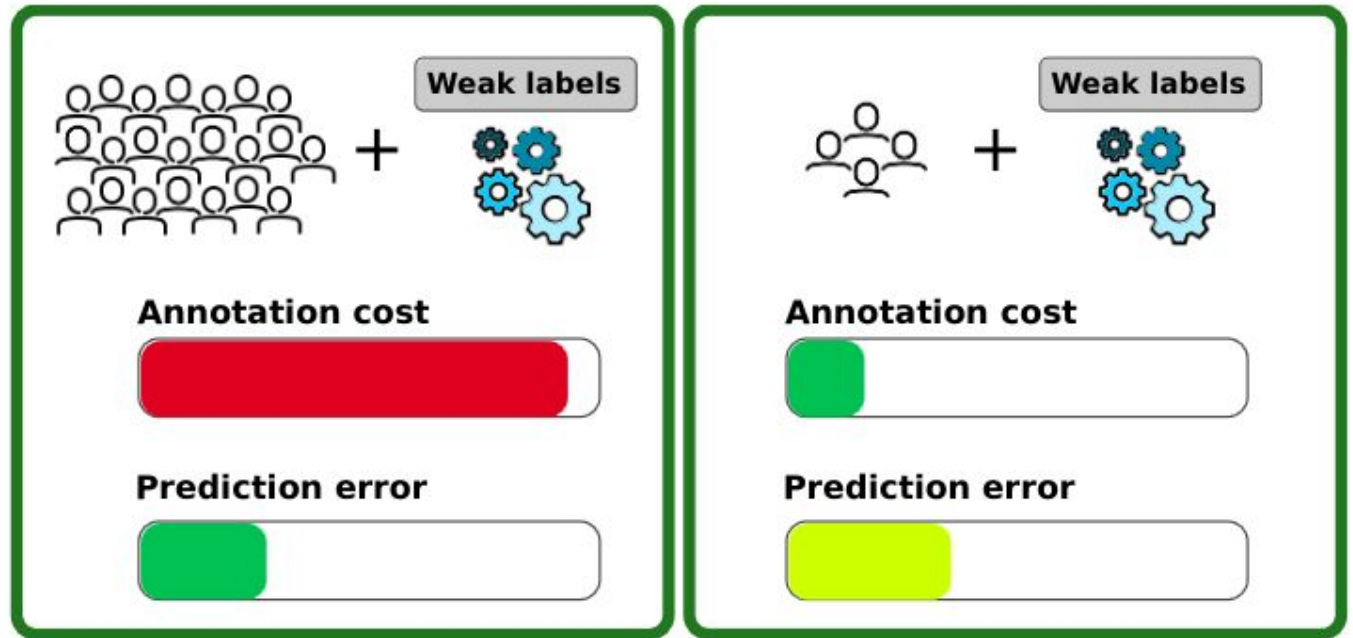 Weak labels
+
Annotation cost
Prediction error
Weak labels
+
Annotation cost
Prediction error